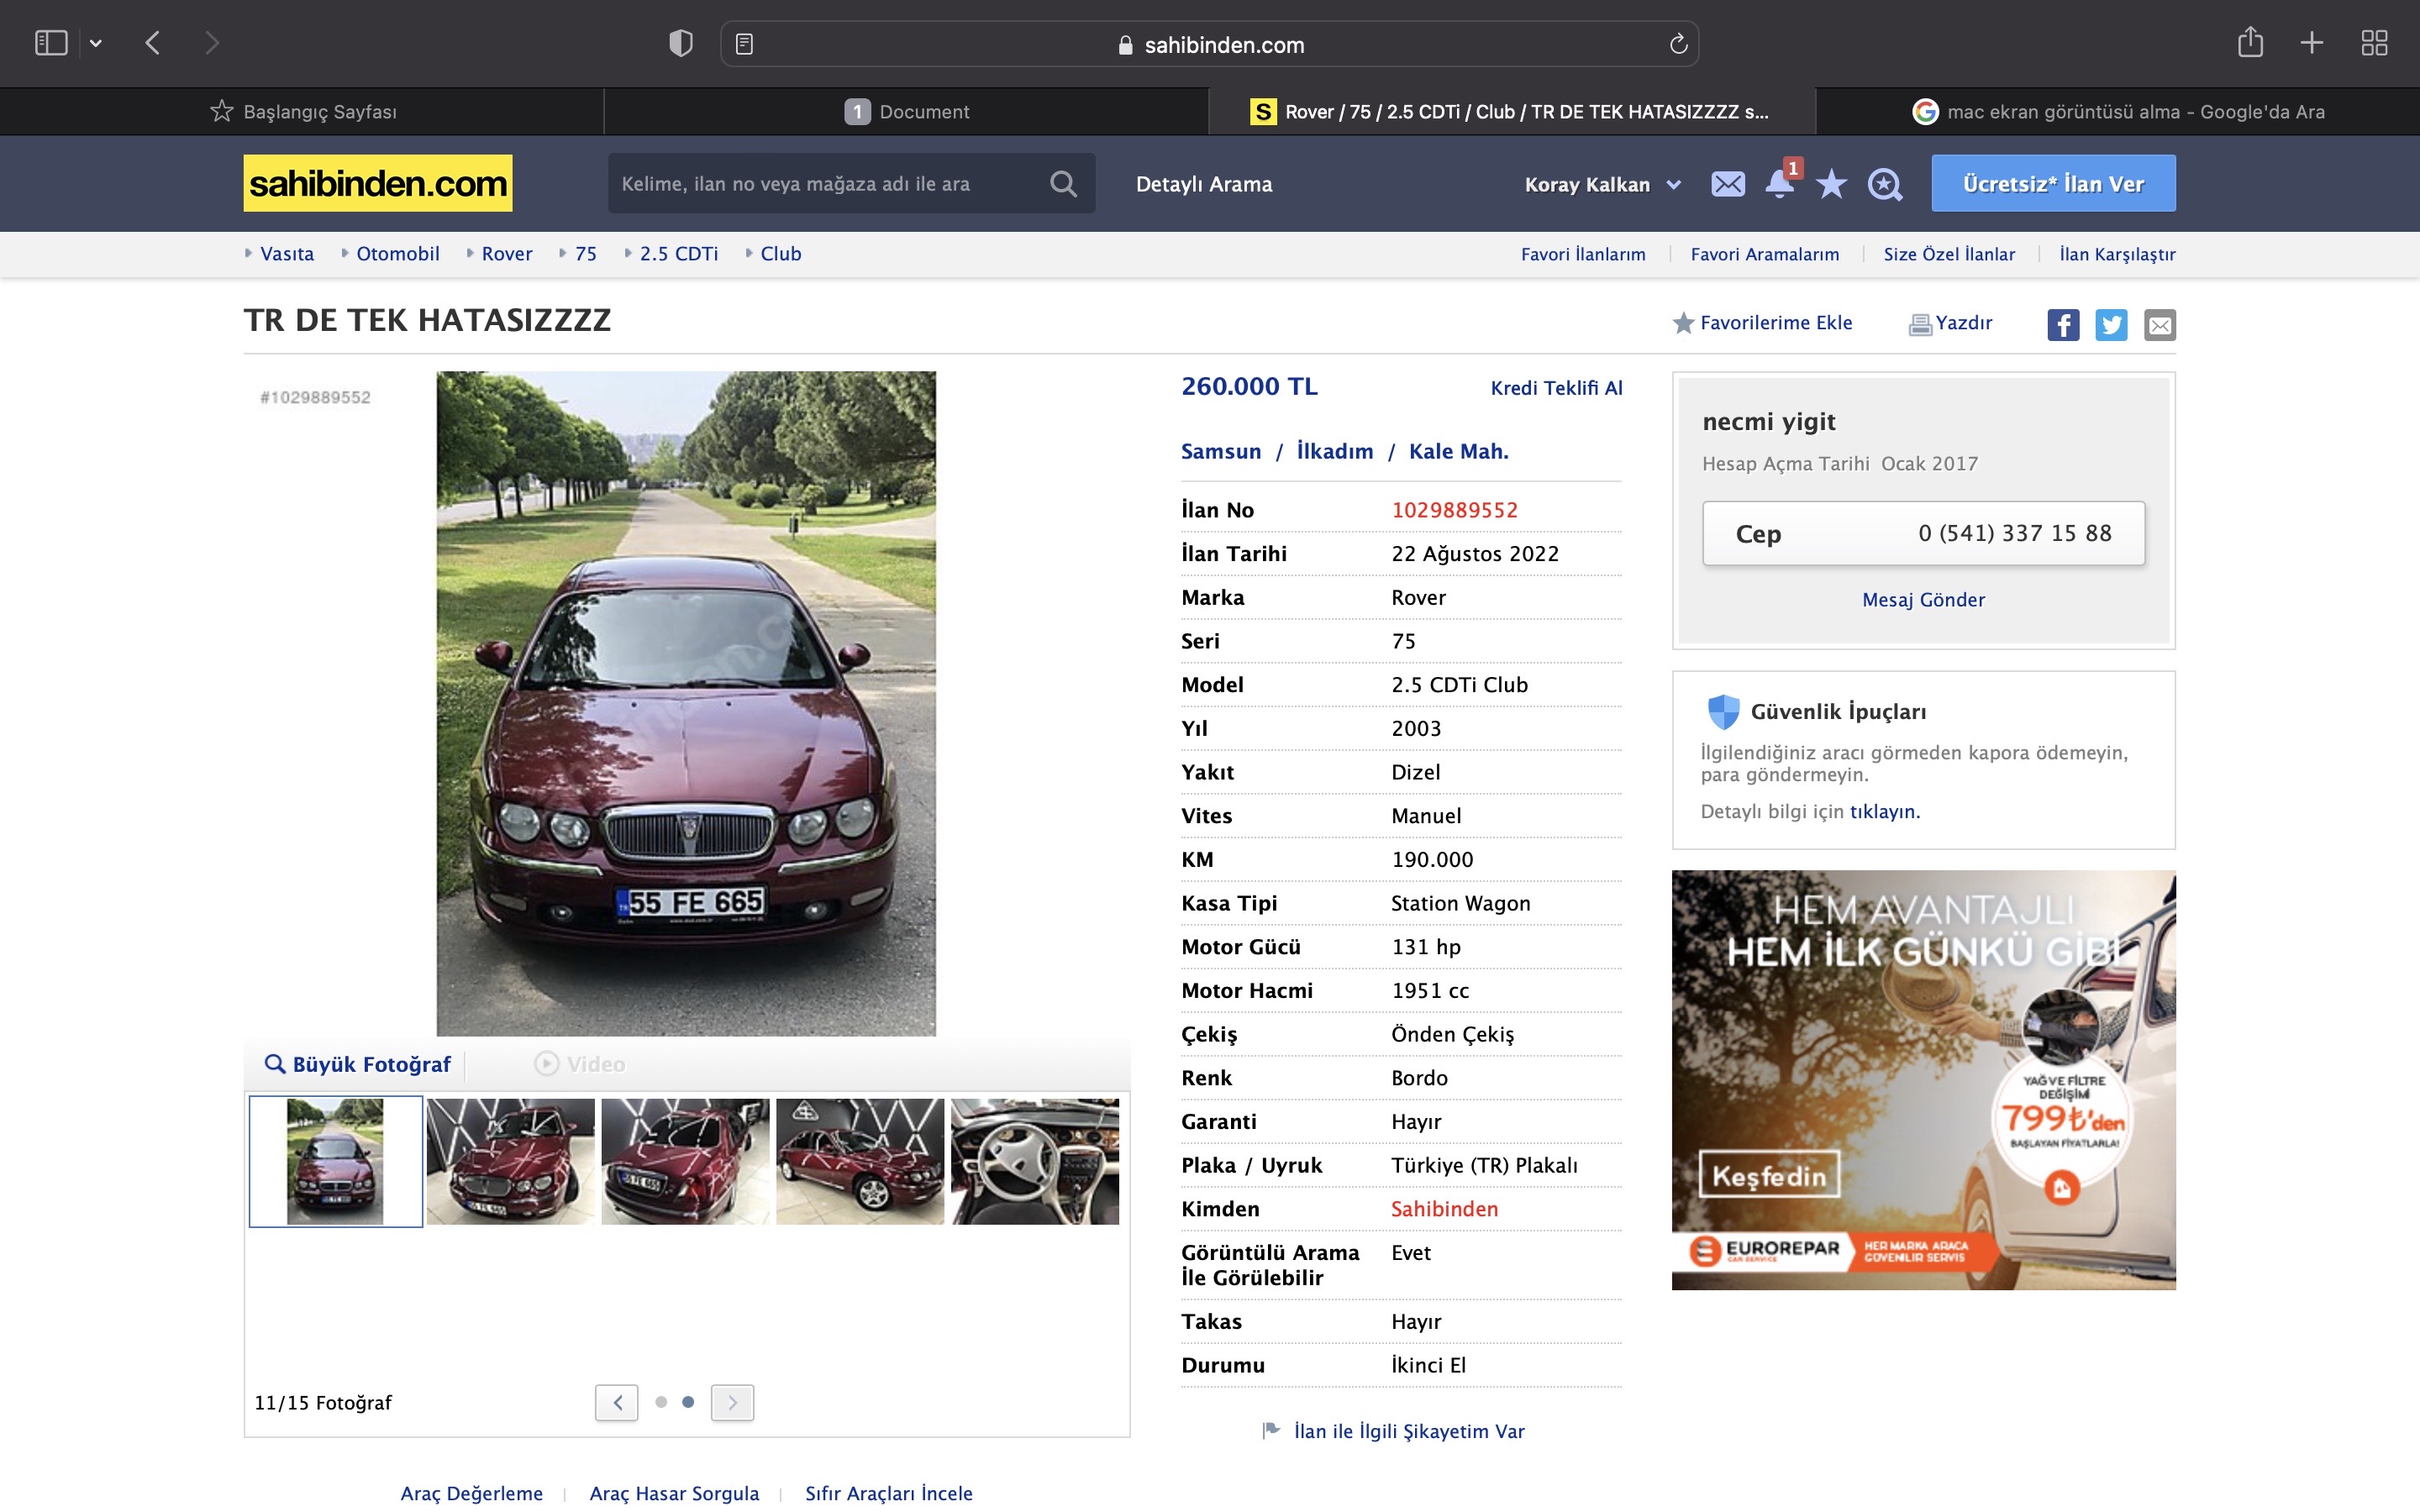 sahibinden.com
Başlangıç Sayfası
1 Document
S Rover / 75 / 2.5 CDTi / Club / TR DE TEK HATASIZZZZ s...
mac ekran görüntüsü alma - Google'da Ara
sahibinden.com
Kelime, ilan no veya mağaza adı ile ara
Detaylı Arama
Koray Kalkan
1
Ücretsiz* İlan Ver
Vasıta Otomobil Rover 75 2.5 CDTi Club
Favori İlanlarım Favori Aramalarım Size Özel İlanlar İlan Karşılaştır
TR DE TEK HATASIZZZZ
Favorilerime Ekle Yazdır
#1029889552
55 FE 665
Büyük Fotoğraf Video
11/15 Fotoğraf
260.000 TL Kredi Teklifi Al
Samsun / İlkadım / Kale Mah.
İlan No 1029889552
İlan Tarihi 22 Ağustos 2022
Marka Rover
Seri 75
Model 2.5 CDTi Club
Yıl 2003
Yakıt Dizel
Vites Manuel
KM 190.000
Kasa Tipi Station Wagon
Motor Gücü 131 hp
Motor Hacmi 1951 cc
Çekiş Önden Çekiş
Renk Bordo
Garanti Hayır
Plaka / Uyruk Türkiye (TR) Plakalı
Kimden Sahibinden
Görüntülü Arama Evet
İle Görülebilir
Takas Hayır
Durumu İkinci El
İlan ile İlgili Şikayetim Var
necmi yigit
Hesap Açma Tarihi Ocak 2017
Cep 0 (541) 337 15 88
Mesaj Gönder
Güvenlik İpuçları
İlgilendiğiniz aracı görmeden kapora ödemeyin,
para göndermeyin.
Detaylı bilgi için tıklayın.
HEM AVANTAJLI
HEM İLK GÜNKÜ GİBİ
YAĞ VE FİLTRE
DEĞİŞİMİ
799₺'den
BAŞLAYAN FİYATLARLA!
Keşfedin
EUROREPAR
CAR SERVICE
HER MARKA ARACA
GÜVENİLİR SERVİS
Araç Değerleme Araç Hasar Sorgula Sıfır Araçları İncele